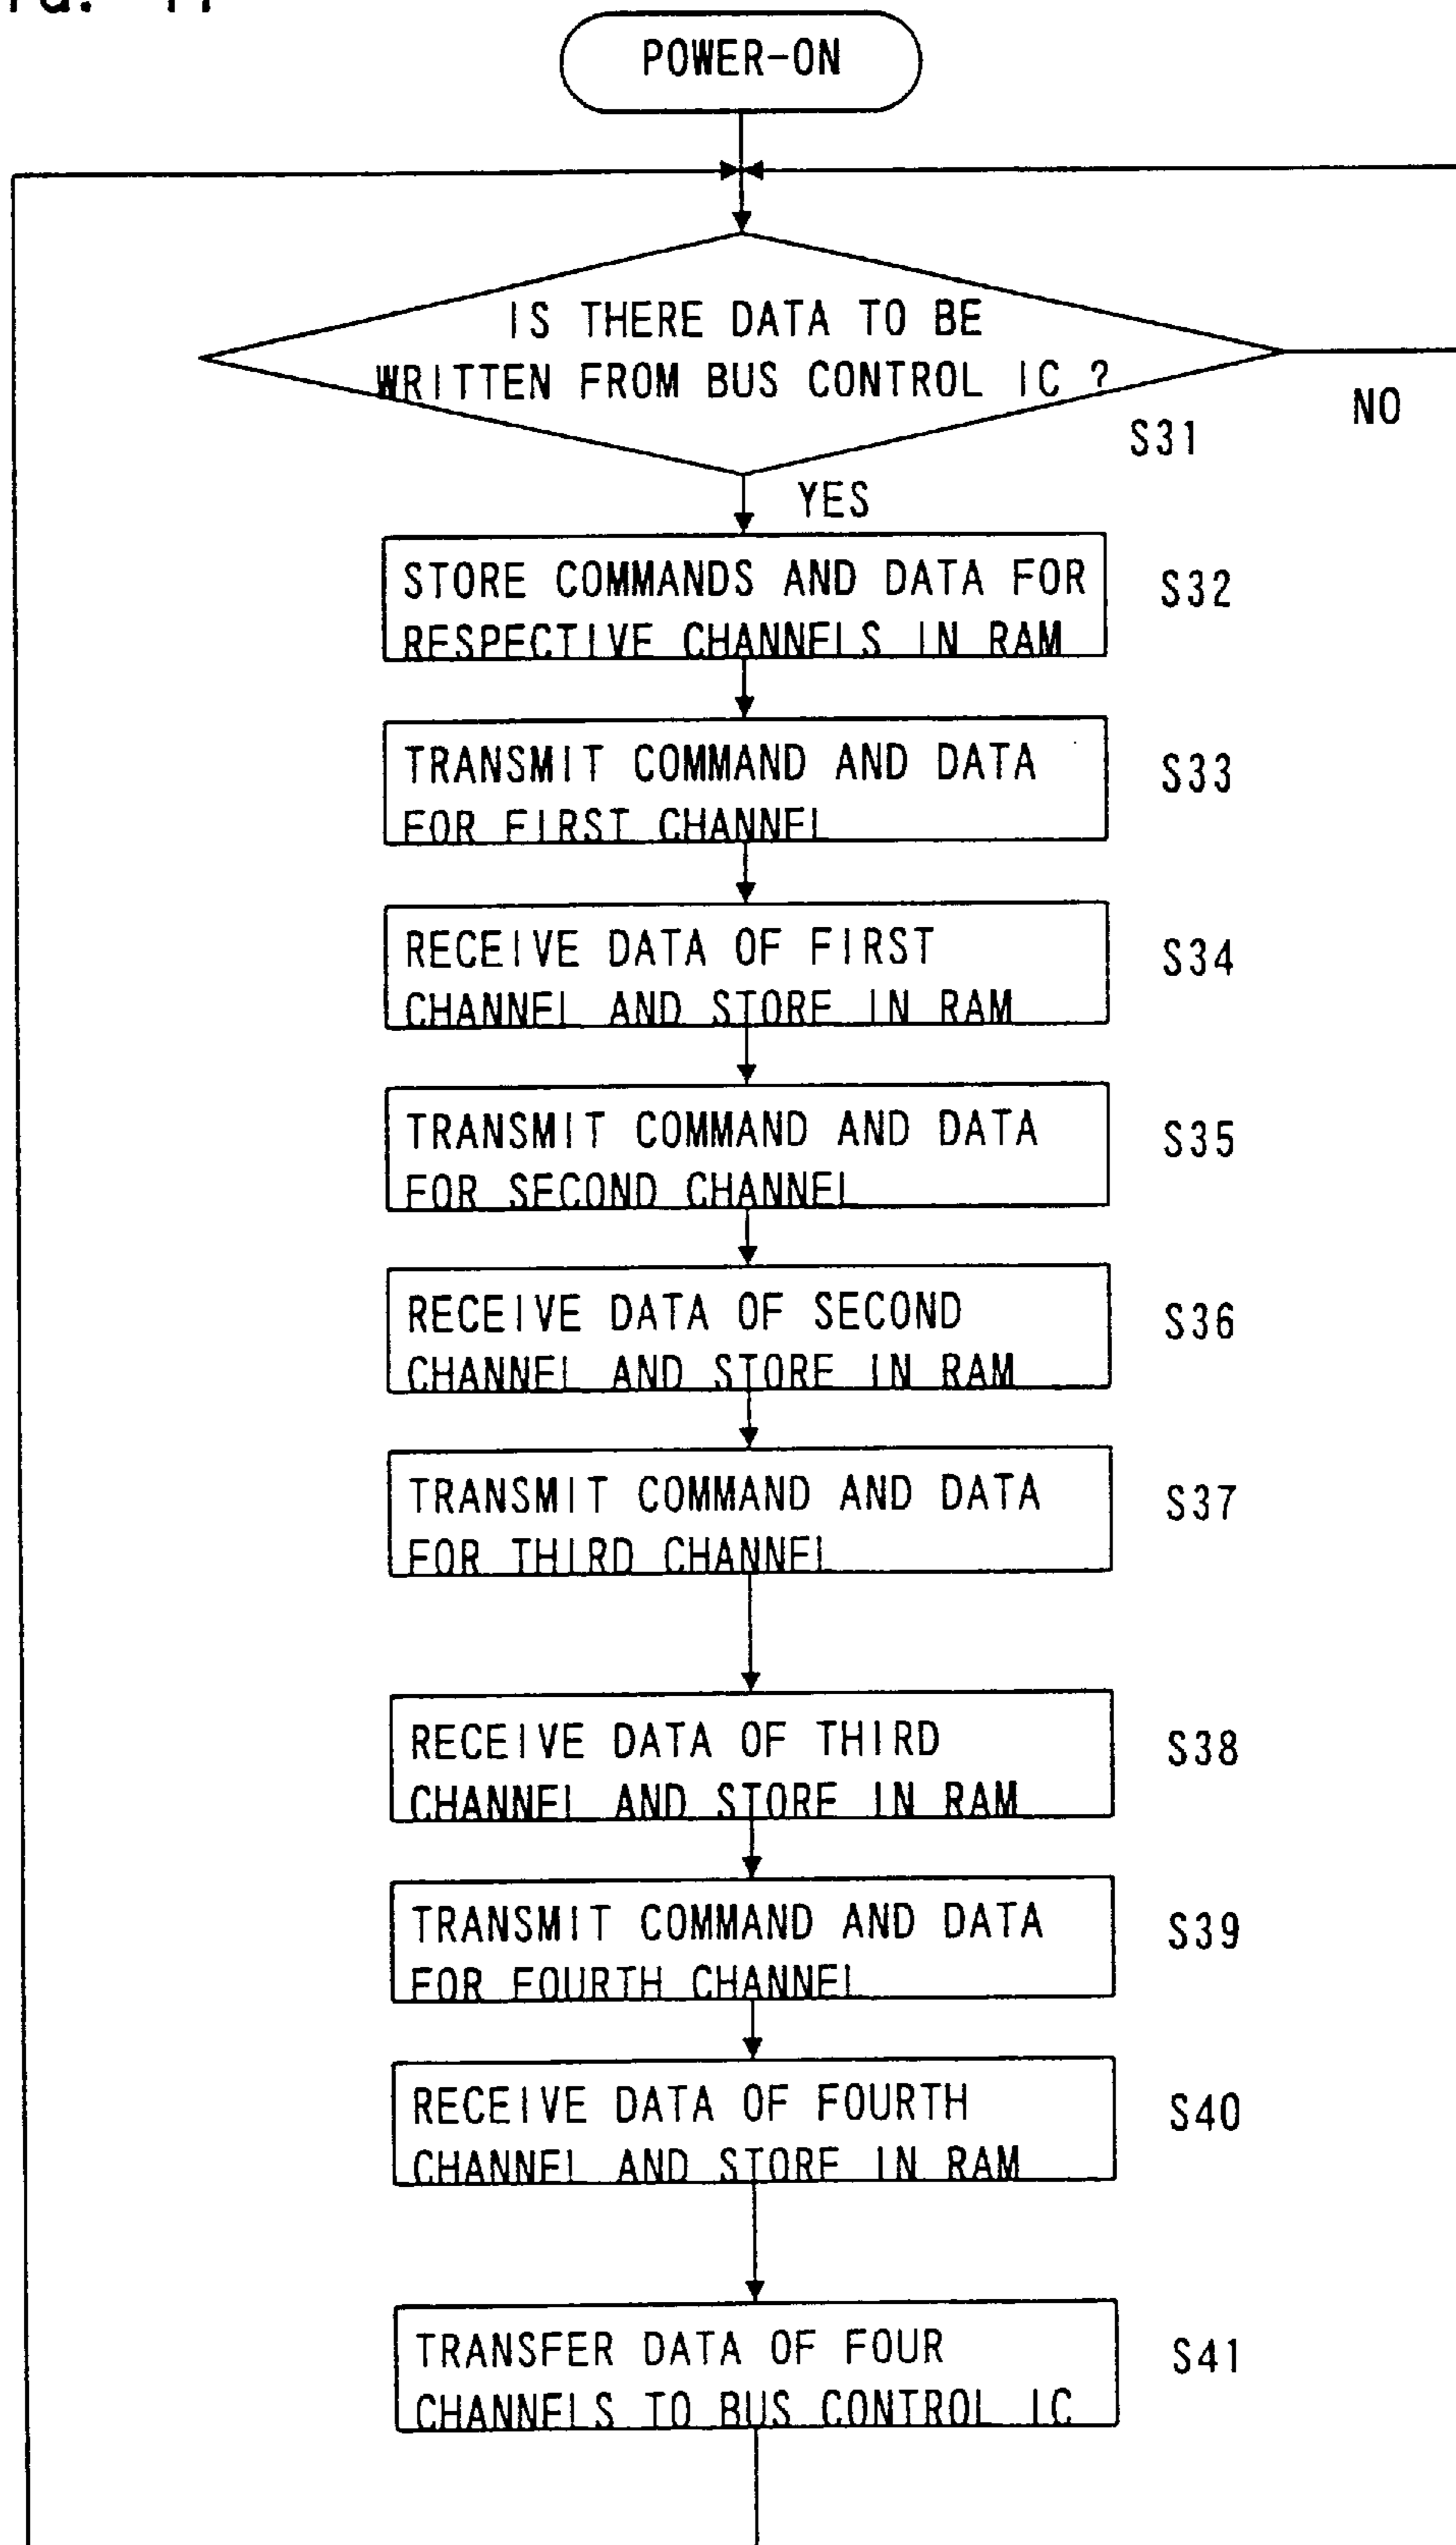 POWER-ON
IS THERE DATA TO BE
WRITTEN FROM BUS CONTROL IC ?
S31
NO
YES
STORE COMMANDS AND DATA FOR
RESPECTIVE CHANNELS IN RAM
S32
TRANSMIT COMMAND AND DATA
FOR FIRST CHANNEL
S33
RECEIVE DATA OF FIRST
CHANNEL AND STORE IN RAM
S34
TRANSMIT COMMAND AND DATA
FOR SECOND CHANNEL
S35
RECEIVE DATA OF SECOND
CHANNEL AND STORE IN RAM
S36
TRANSMIT COMMAND AND DATA
FOR THIRD CHANNEL
S37
RECEIVE DATA OF THIRD
CHANNEL AND STORE IN RAM
S38
TRANSMIT COMMAND AND DATA
FOR FOURTH CHANNEL
S39
RECEIVE DATA OF FOURTH
CHANNEL AND STORE IN RAM
S40
TRANSFER DATA OF FOUR
CHANNELS TO BUS CONTROL IC
S41